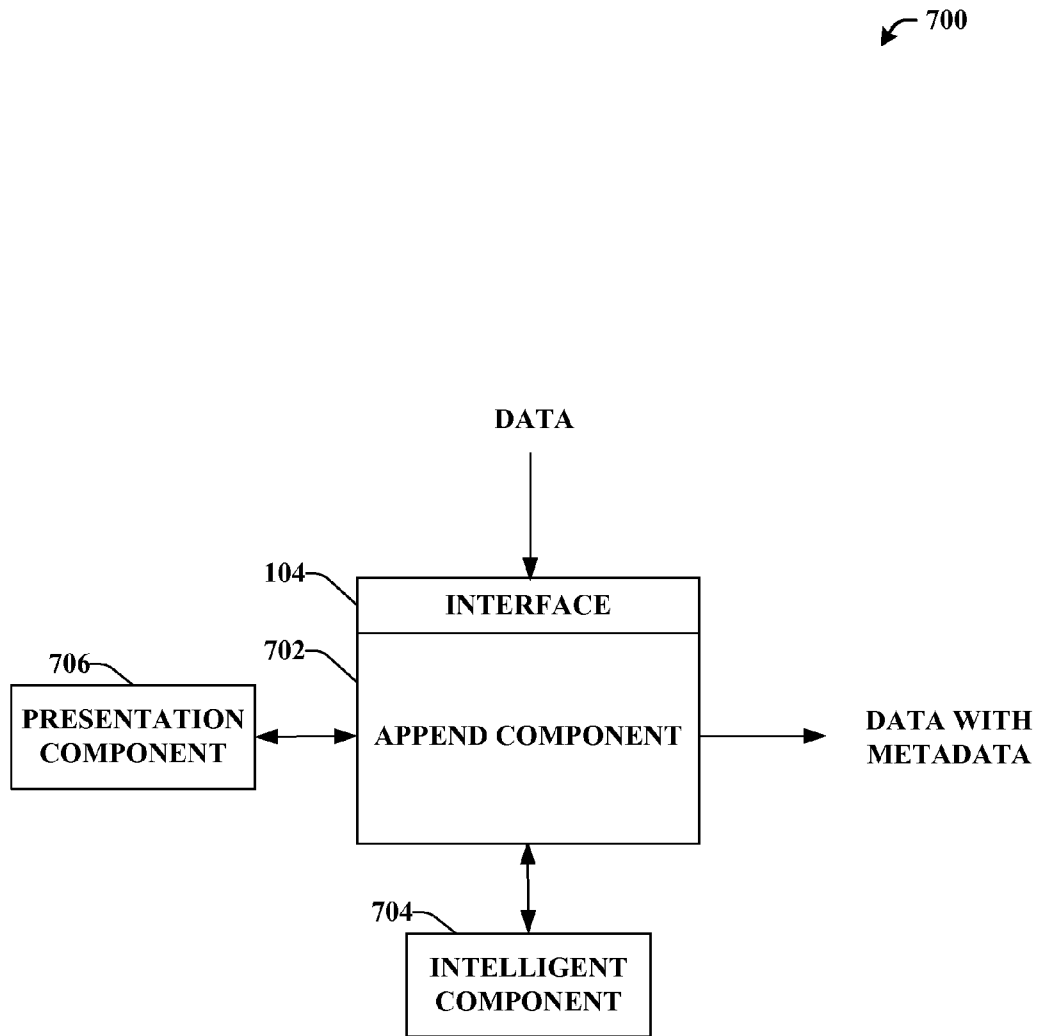 700
DATA
104
INTERFACE
702
706
PRESENTATION
COMPONENT
APPEND COMPONENT
DATA WITH
METADATA
704
INTELLIGENT
COMPONENT